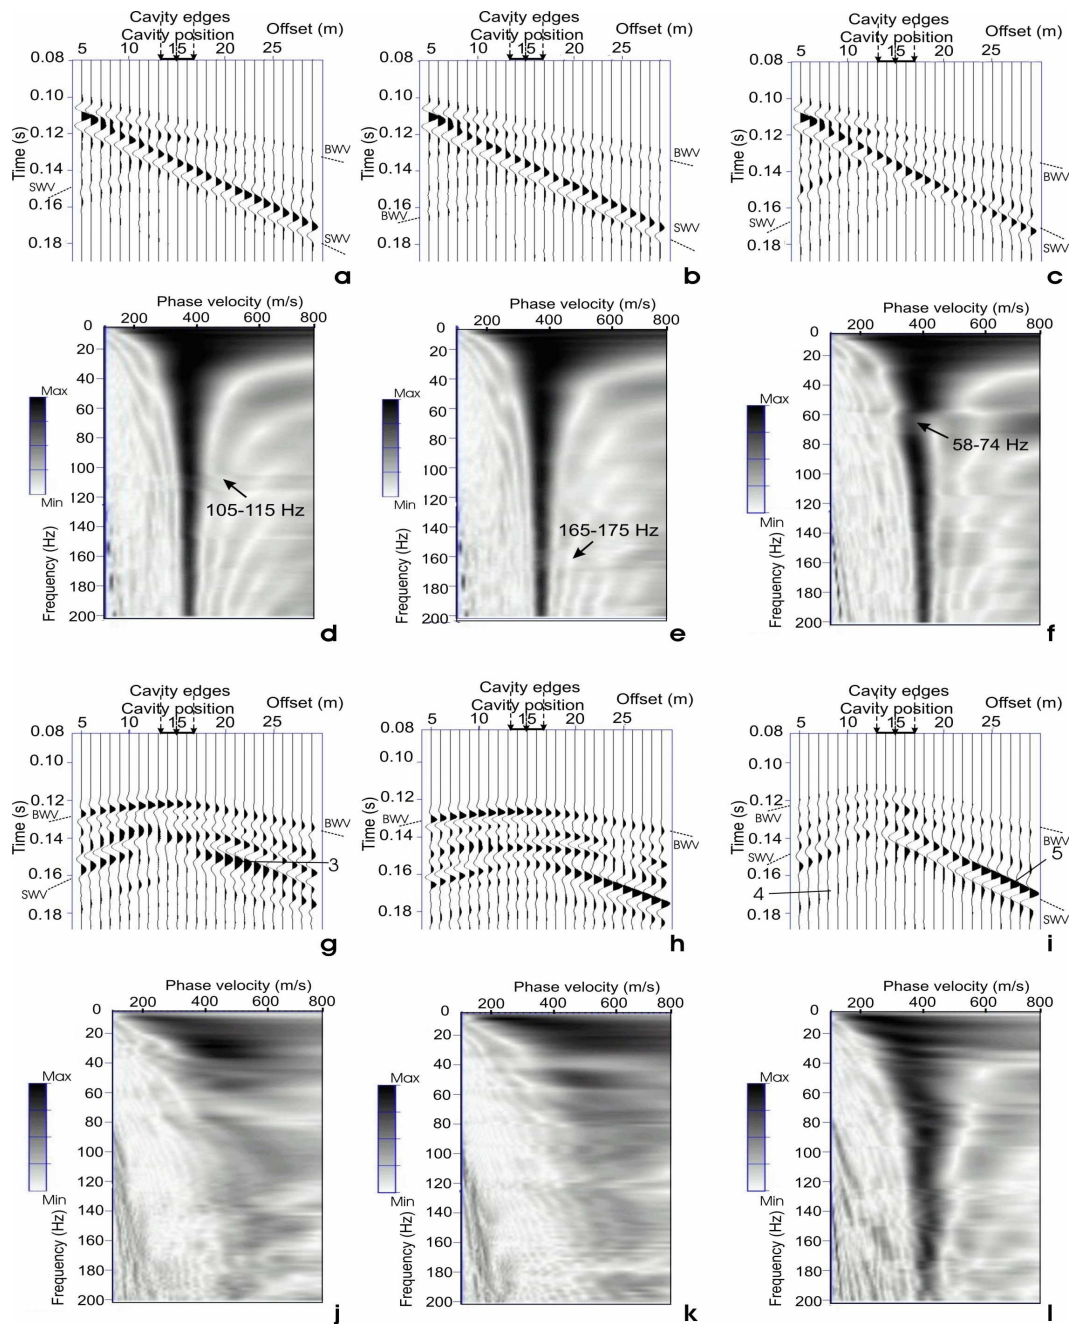 Cavity edges
Cavity position Offset (m)
5 10 15 20 25
0.08
0.10
0.12
0.14
0.16
0.18
Time (s)
BWV
SWV
SWV
a
Cavity edges
Cavity position Offset (m)
5 10 15 20 25
0.08
0.10
0.12
0.14
0.16
0.18
Time (s)
BWV
BWV
SWV
b
Cavity edges
Cavity position Offset (m)
5 10 15 20 25
0.08
0.10
0.12
0.14
0.16
0.18
Time (s)
BWV
SWV
SWV
c
Phase velocity (m/s)
200 400 600 800
0
20
40
60
80
100
120
140
160
180
200
Frequency (Hz)
Max
Min
105-115 Hz
d
Phase velocity (m/s)
200 400 600 800
0
20
40
60
80
100
120
140
160
180
200
Frequency (Hz)
Max
Min
165-175 Hz
e
Phase velocity (m/s)
200 400 600 800
0
20
40
60
80
100
120
140
160
180
200
Frequency (Hz)
Max
Min
58-74 Hz
f
Cavity edges
Cavity position Offset (m)
5 10 15 20 25
0.08
0.10
0.12
0.14
0.16
0.18
Time (s)
BWV
BWV
SWV
3
g
Cavity edges
Cavity position Offset (m)
5 10 15 20 25
0.08
0.10
0.12
0.14
0.16
0.18
Time (s)
BWV
BWV
h
Cavity edges
Cavity position Offset (m)
5 10 15 20 25
0.08
0.10
0.12
0.14
0.16
0.18
Time (s)
BWV
BWV
SWV
SWV
4
5
i
Phase velocity (m/s)
200 400 600 800
0
20
40
60
80
100
120
140
160
180
200
Frequency (Hz)
Max
Min
j
Phase velocity (m/s)
200 400 600 800
0
20
40
60
80
100
120
140
160
180
200
Frequency (Hz)
Max
Min
k
Phase velocity (m/s)
200 400 600 800
0
20
40
60
80
100
120
140
160
180
200
Frequency (Hz)
Max
Min
l